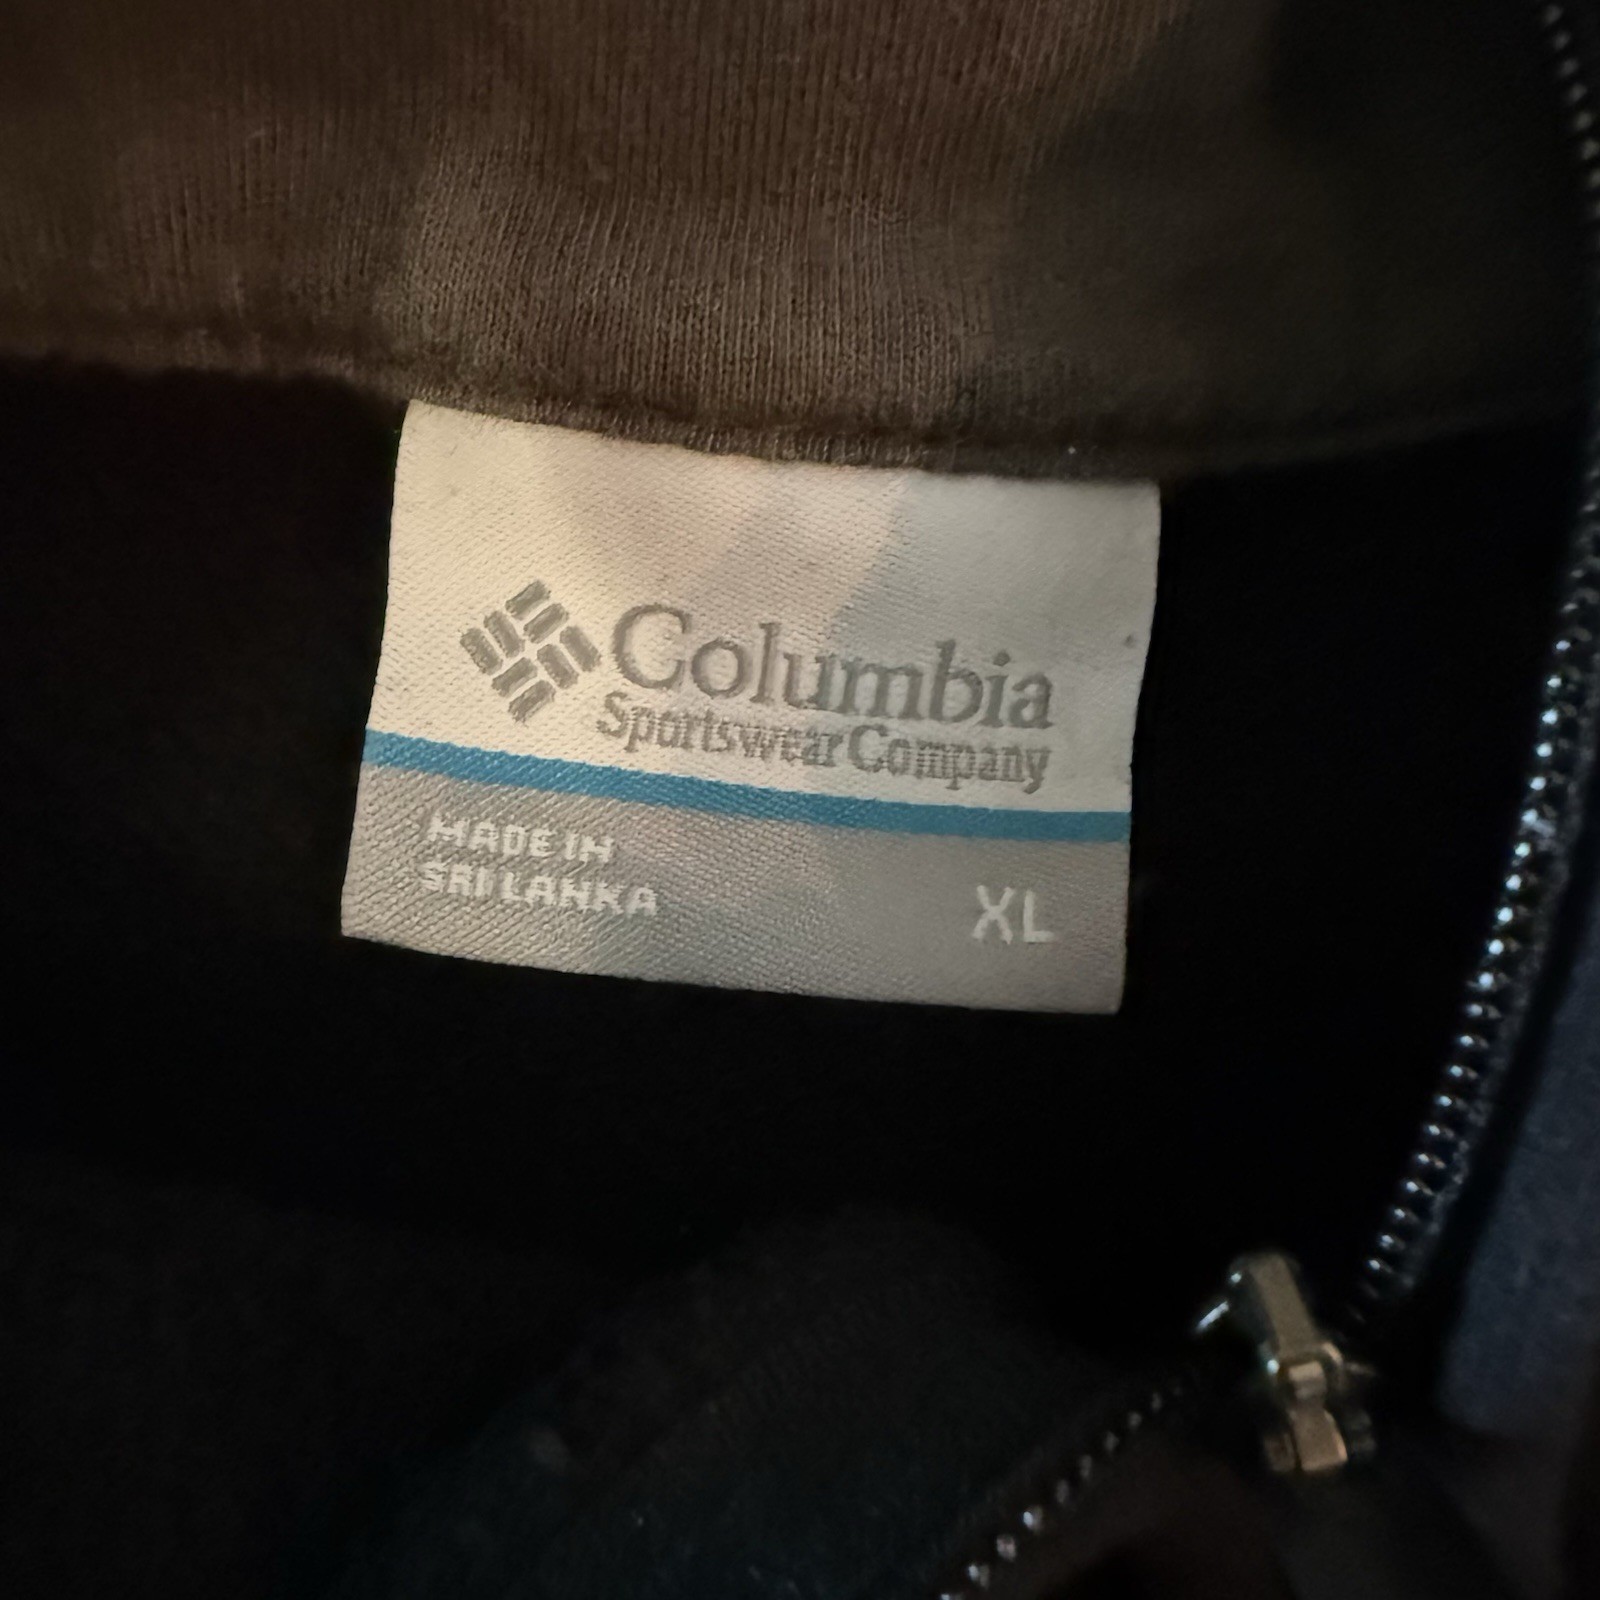 Columbia
Sportswear Company
MADE IN
SRI LANKA
XL